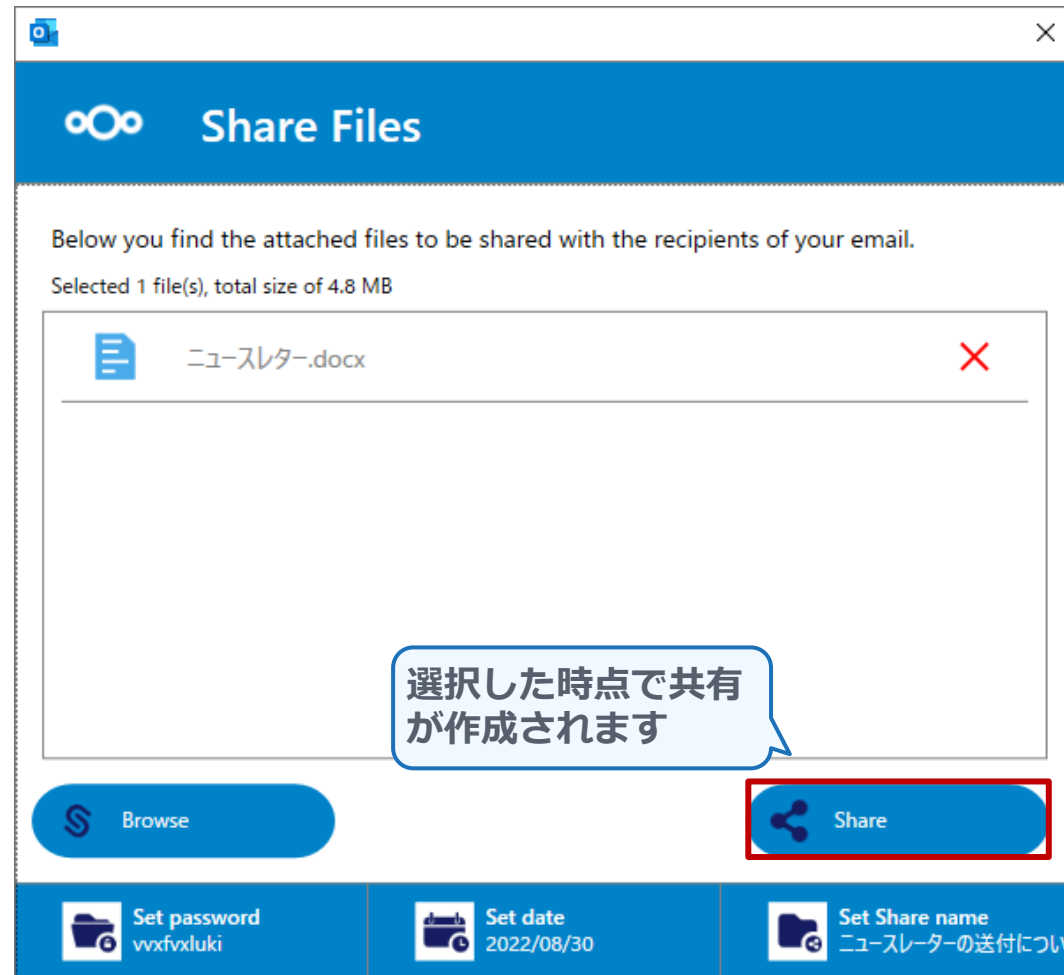 Share Files
Below you find the attached files to be shared with the recipients of your email.
Selected 1 file(s), total size of 4.8 MB
ニュースレター.docx
選択した時点で共有
が作成されます
Browse
Share
Set password
vvxfvxluki
Set date
2022/08/30
Set Share name
ニュースレーターの送付につい